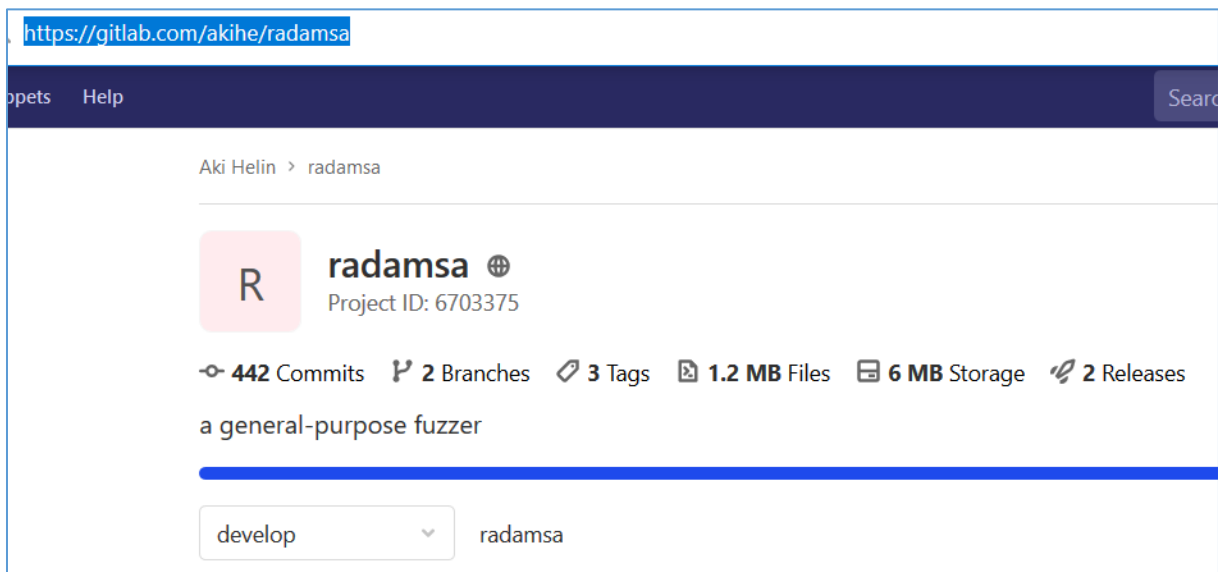 https://gitlab.com/akihe/radamsa
Help
Aki Helin > radamsa
R
radamsa
Project ID: 6703375
442 Commits 2 Branches 3 Tags 1.2 MB Files 6 MB Storage 2 Releases
a general-purpose fuzzer
develop radamsa